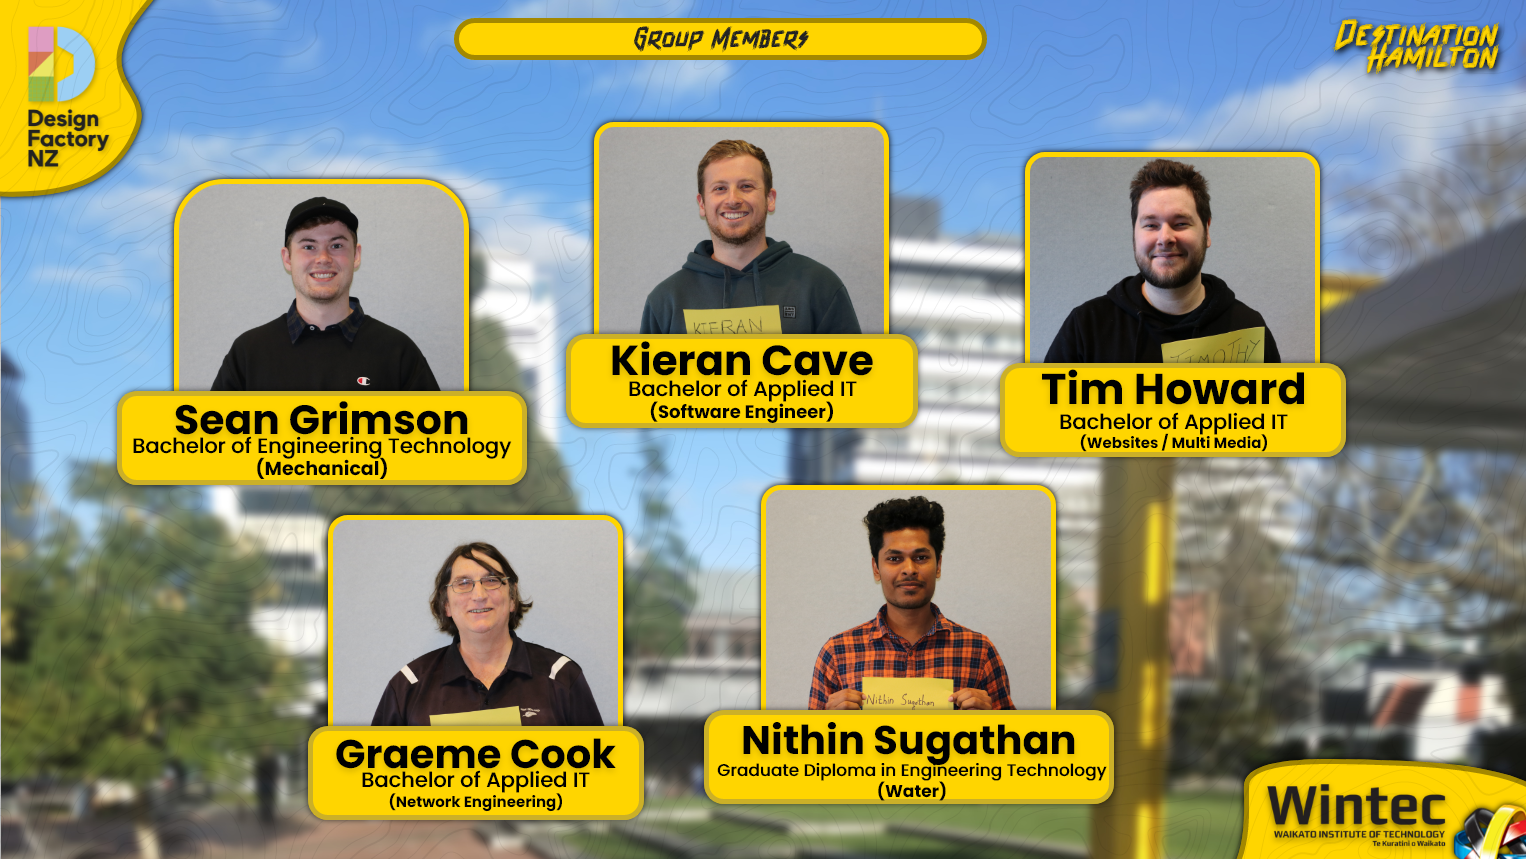 Group Members
Destination
Hamilton
Design
Factory
NZ
KIERAN
Kieran Cave
Bachelor of Applied IT
(Software Engineer)
TIMOTHY
Tim Howard
Bachelor of Applied IT
(Websites / Multi Media)
Sean Grimson
Bachelor of Engineering Technology
(Mechanical)
Graeme Cook
Bachelor of Applied IT
(Network Engineering)
Nithin Sugathan
Nithin Sugathan
Graduate Diploma in Engineering Technology
(Water)
Wintec
WAIKATO INSTITUTE OF TECHNOLOGY
Te Kuratini o Waikato